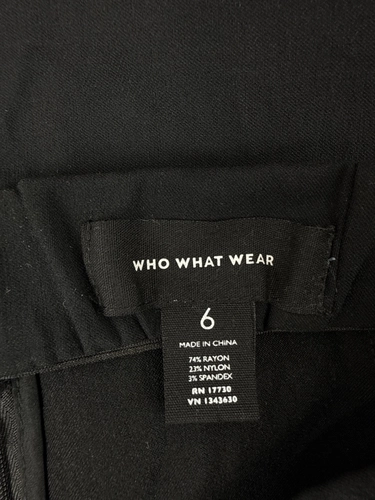 WHO WHAT WEAR
6
MADE IN CHINA
74% RAYON
23% NYLON
3% SPANDEX
RN 17730
VN 1343630